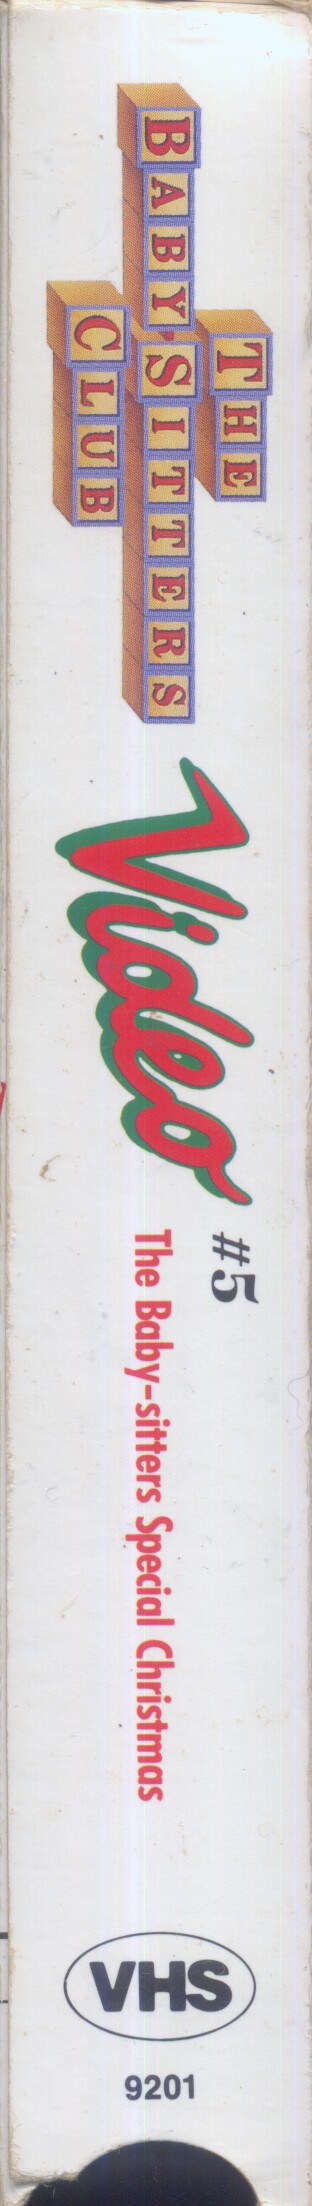 THE
BABY-SITTERS
CLUB
Video
#5
The Baby-sitters Special Christmas
VHS
9201